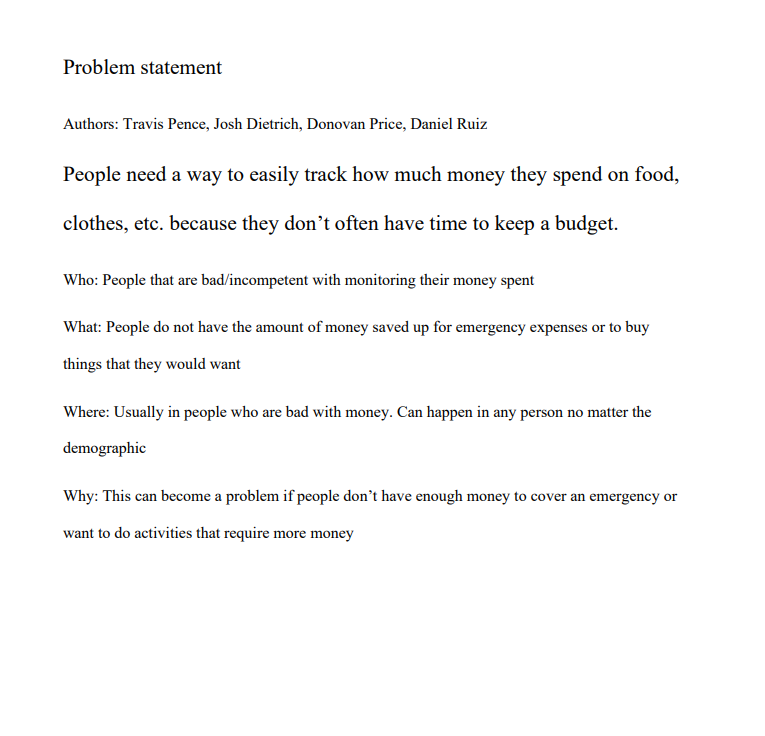 Problem statement
Authors: Travis Pence, Josh Dietrich, Donovan Price, Daniel Ruiz
People need a way to easily track how much money they spend on food,
clothes, etc. because they don’t often have time to keep a budget.
Who: People that are bad/incompetent with monitoring their money spent
What: People do not have the amount of money saved up for emergency expenses or to buy
things that they would want
Where: Usually in people who are bad with money. Can happen in any person no matter the
demographic
Why: This can become a problem if people don’t have enough money to cover an emergency or
want to do activities that require more money